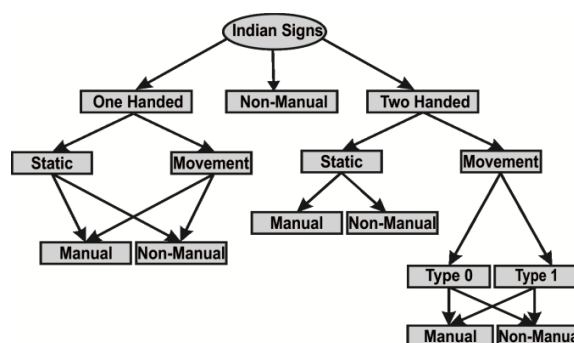 Indian Signs
One Handed
Non-Manual
Two Handed
Static
Movement
Static
Movement
Manual
Non-Manual
Manual
Non-Manual
Type 0
Type 1
Manual
Non-Manual